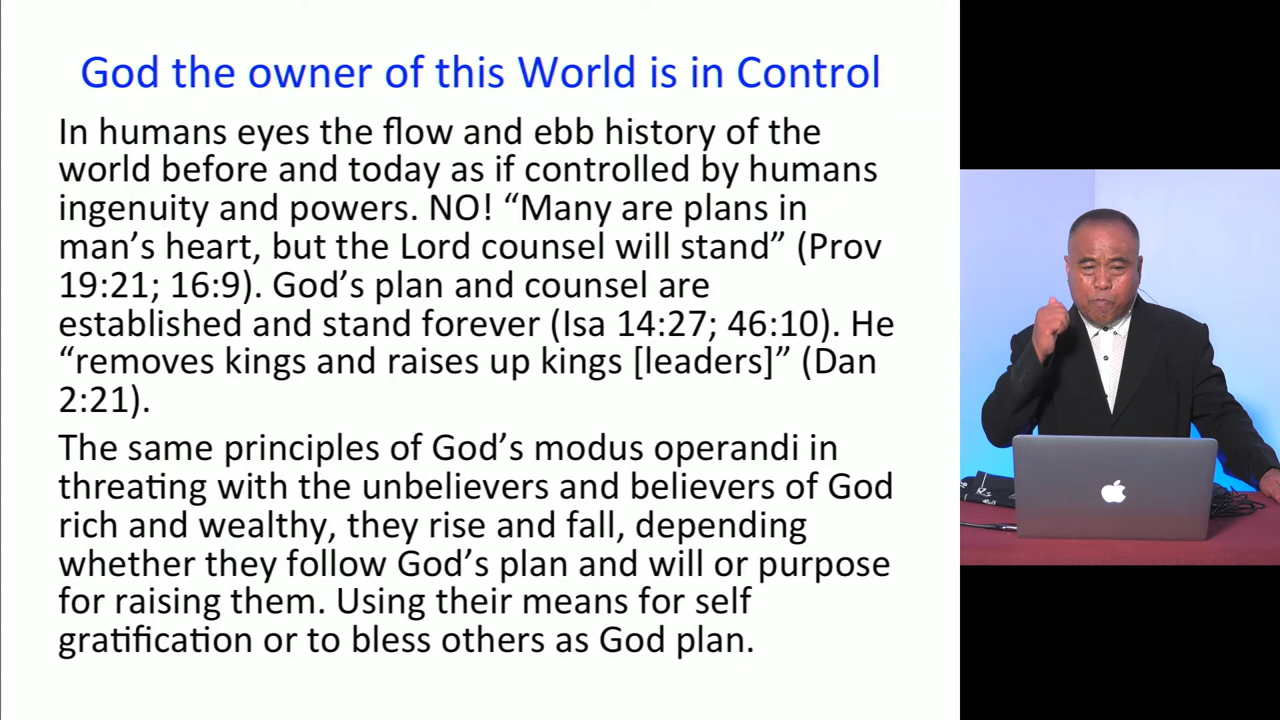 God the owner of this World is in Control
In humans eyes the flow and ebb history of the
world before and today as if controlled by humans
ingenuity and powers. NO! “Many are plans in
man’s heart, but the Lord counsel will stand” (Prov
19:21; 16:9). God’s plan and counsel are
established and stand forever (Isa 14:27; 46:10). He
“removes kings and raises up kings [leaders]” (Dan
2:21).
The same principles of God’s modus operandi in
threating with the unbelievers and believers of God
rich and wealthy, they rise and fall, depending
whether they follow God’s plan and will or purpose
for raising them. Using their means for self
gratification or to bless others as God plan.